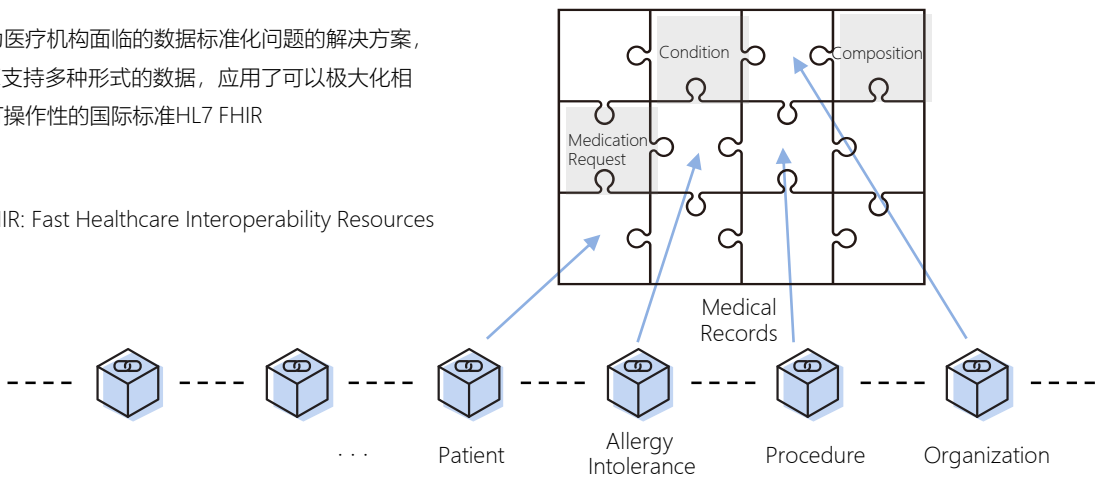 医疗机构面临的数据标准化问题的解决方案，
支持多种形式的数据，应用了可以极大化相
操作性的国际标准HL7 FHIR
IR: Fast Healthcare Interoperability Resources
Condition
Composition
Medication
Request
Medical
Records
. . .
Patient
Allergy
Intolerance
Procedure
Organization